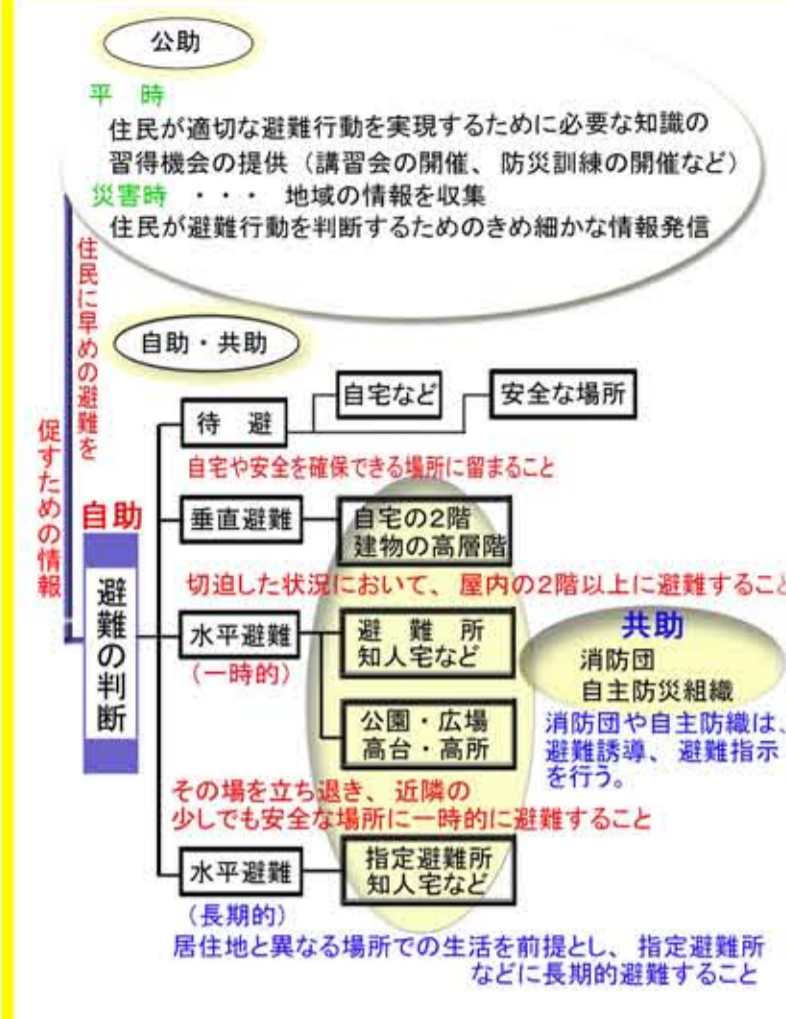 公助
平　時
住民が適切な避難行動を実現するために必要な知識の
習得機会の提供（講習会の開催、防災訓練の開催など）
災害時　・・・　地域の情報を収集
住民が避難行動を判断するためのきめ細かな情報発信
住民に早めの避難を
促すための情報
自助・共助
自助
避難の判断
待　避
自宅など
安全な場所
自宅や安全を確保できる場所に留まること
垂直避難
自宅の2階
建物の高層階
切迫した状況において、屋内の2階以上に避難すること
水平避難
（一時的）
避　難　所
知人宅など
公園・広場
高台・高所
共助
消防団
自主防災組織
消防団や自主防織は、
避難誘導、避難指示
を行う。
その場を立ち退き、近隣の
少しでも安全な場所に一時的に避難すること
水平避難
（長期的）
指定避難所
知人宅など
居住地と異なる場所での生活を前提とし、指定避難所
などに長期的避難すること